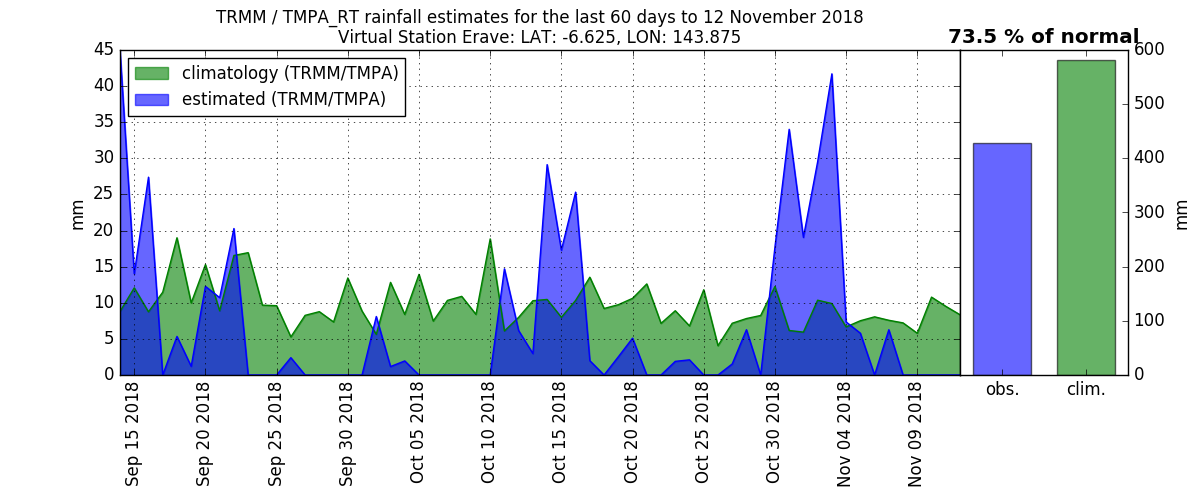 TRMM / TMPA_RT rainfall estimates for the last 60 days to 12 November 2018
Virtual Station Erave: LAT: -6.625, LON: 143.875
73.5 % of normal
climatology (TRMM/TMPA)
estimated (TRMM/TMPA)
mm
45
40
35
30
25
20
15
10
5
0
Sep 15 2018
Sep 20 2018
Sep 25 2018
Sep 30 2018
Oct 05 2018
Oct 10 2018
Oct 15 2018
Oct 20 2018
Oct 25 2018
Oct 30 2018
Nov 04 2018
Nov 09 2018
obs.
clim.
600
500
400
300
200
100
0
mm